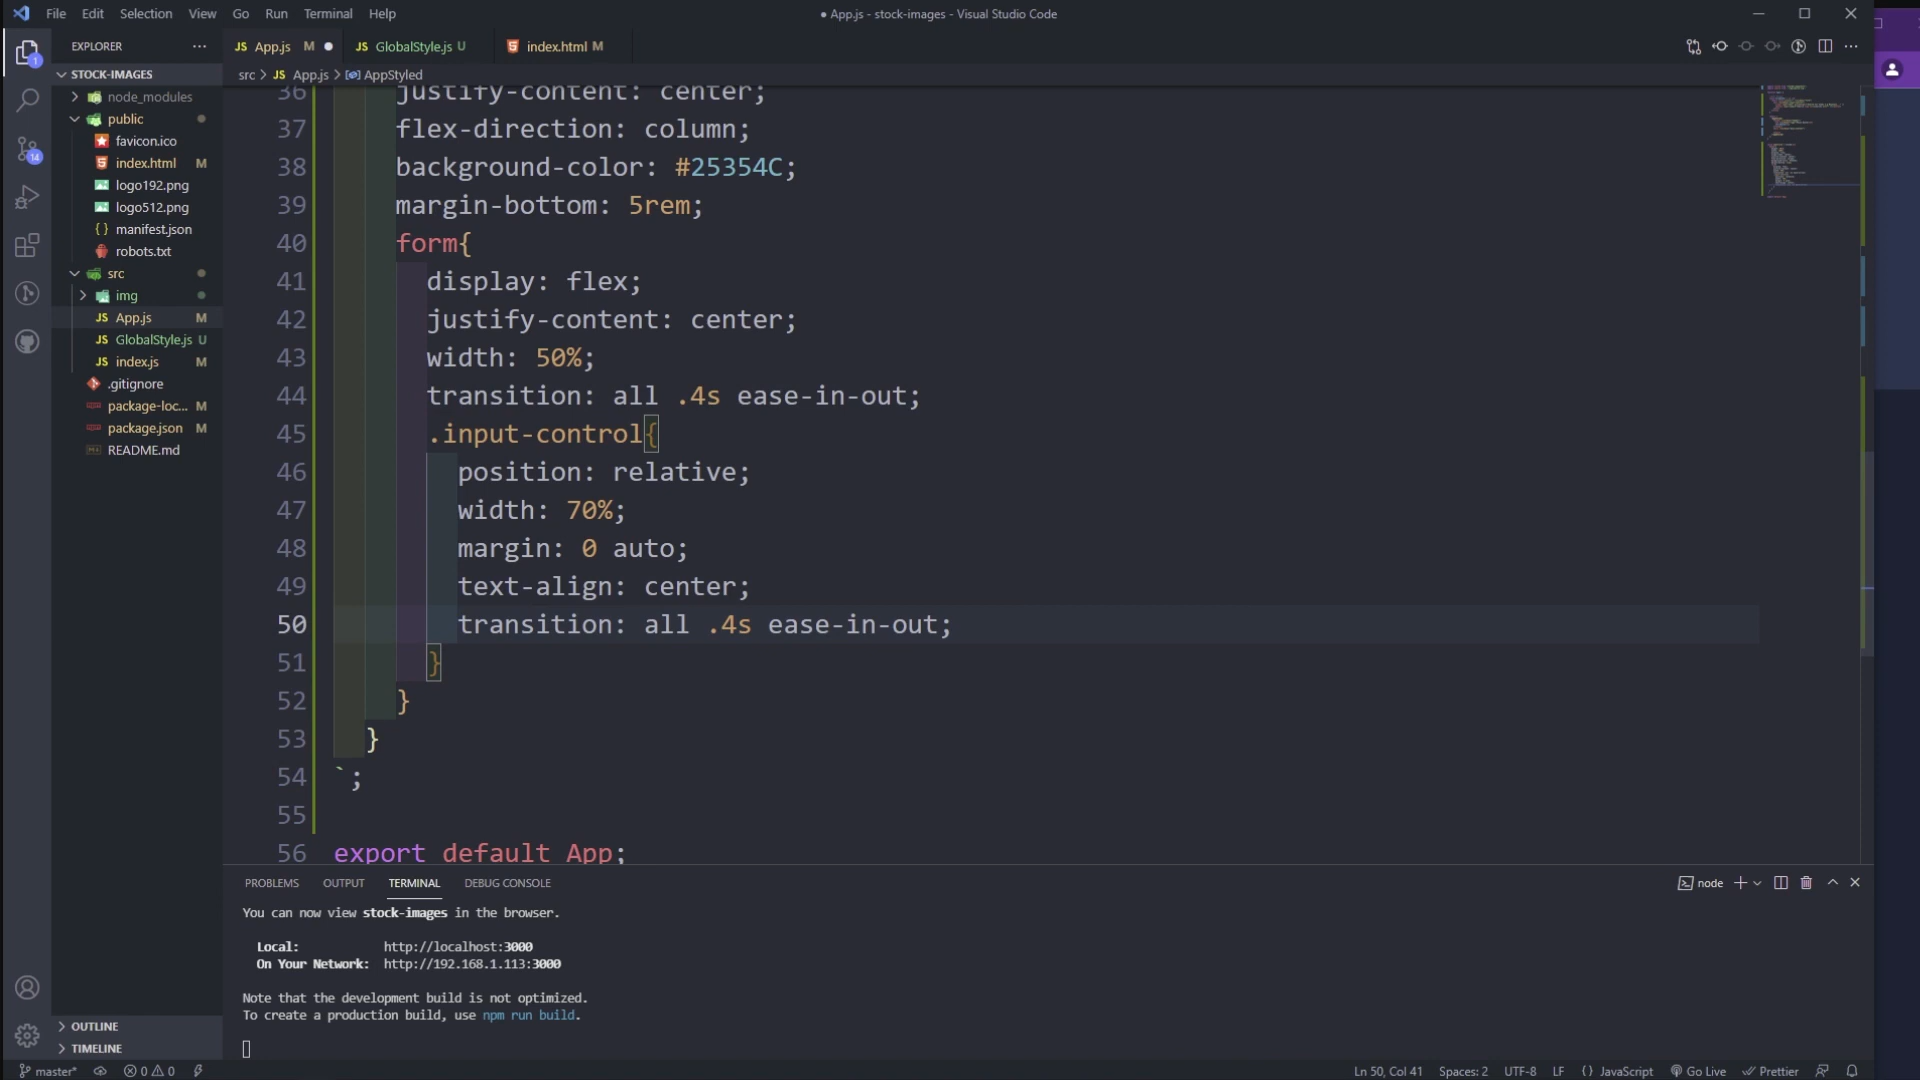 File Edit Selection View Go Run Terminal Help
● App.js - stock-images - Visual Studio Code
EXPLORER
JS App.js M
JS GlobalStyle.js U
index.html M
STOCK-IMAGES
src > JS App.js > AppStyled
node_modules
public
favicon.ico
index.html M
logo192.png
logo512.png
{ } manifest.json
robots.txt
src
img
JS App.js M
JS GlobalStyle.js U
JS index.js M
.gitignore
package-loc... M
package.json M
README.md
OUTLINE
TIMELINE
1
14
36 justify-content: center;
37 flex-direction: column;
38 background-color: #25354C;
39 margin-bottom: 5rem;
40 form{
41 display: flex;
42 justify-content: center;
43 width: 50%;
44 transition: all .4s ease-in-out;
45 .input-control{
46 position: relative;
47 width: 70%;
48 margin: 0 auto;
49 text-align: center;
50 transition: all .4s ease-in-out;
51 }
52 }
53 }
54 `;
55
56 export default App;
PROBLEMS OUTPUT TERMINAL DEBUG CONSOLE
node
You can now view stock-images in the browser.
Local: http://localhost:3000
On Your Network: http://192.168.1.113:3000
Note that the development build is not optimized.
To create a production build, use npm run build.
master* 0 0
Ln 50, Col 41 Spaces: 2 UTF-8 LF { } JavaScript Go Live Prettier